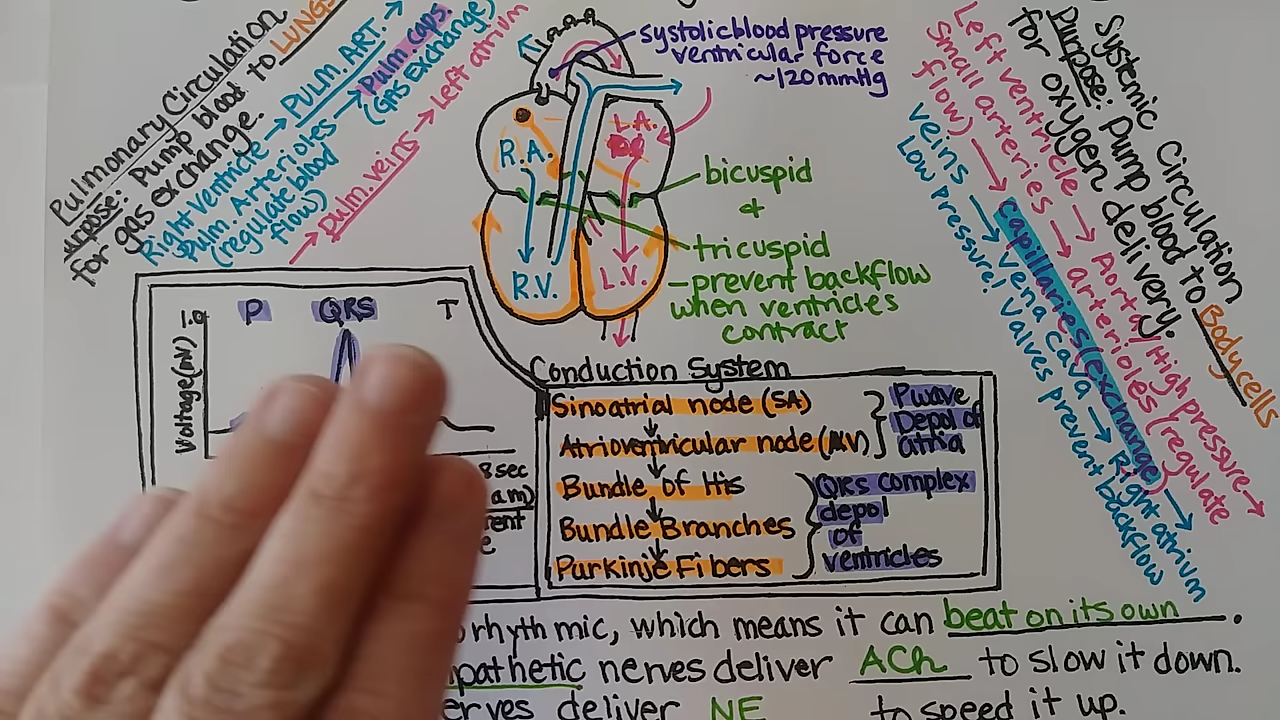 Pulmonary Circulation
Purpose: Pump blood to LUNGS
for gas exchange.
Right Ventricle → PULM. ART. →
Pulm. Arterioles → Pulm. caps.
(regulate blood (Gas exchange)
flow)
→ Pulm. veins → Left atrium
systolic blood pressure
ventricular force
~120mmHg
R.A.
L.A.
R.V.
L.V.
bicuspid
&
tricuspid
- prevent backflow
when ventricles
contract
Systemic Circulation
Purpose: Pump blood to Body cells
for oxygen delivery.
Left ventricle → Aorta/High pressure →
Small arteries → arterioles (regulate
flow) → capillaries (exchange) →
veins → vena cava → Right atrium
Low Pressure! Valves prevent backflow
P QRS T
1.0
Voltage (mV)
8 sec
am)
Conduction System
Sinoatrial node (SA)
Atrioventricular node (AV)
Bundle of His
Bundle Branches
Purkinje Fibers
P wave
Depol of
atria
QRS complex
depol
of
ventricles
rhythmic, which means it can beat on its own.
pathetic nerves deliver ACh to slow it down.
erves deliver NE to speed it up.